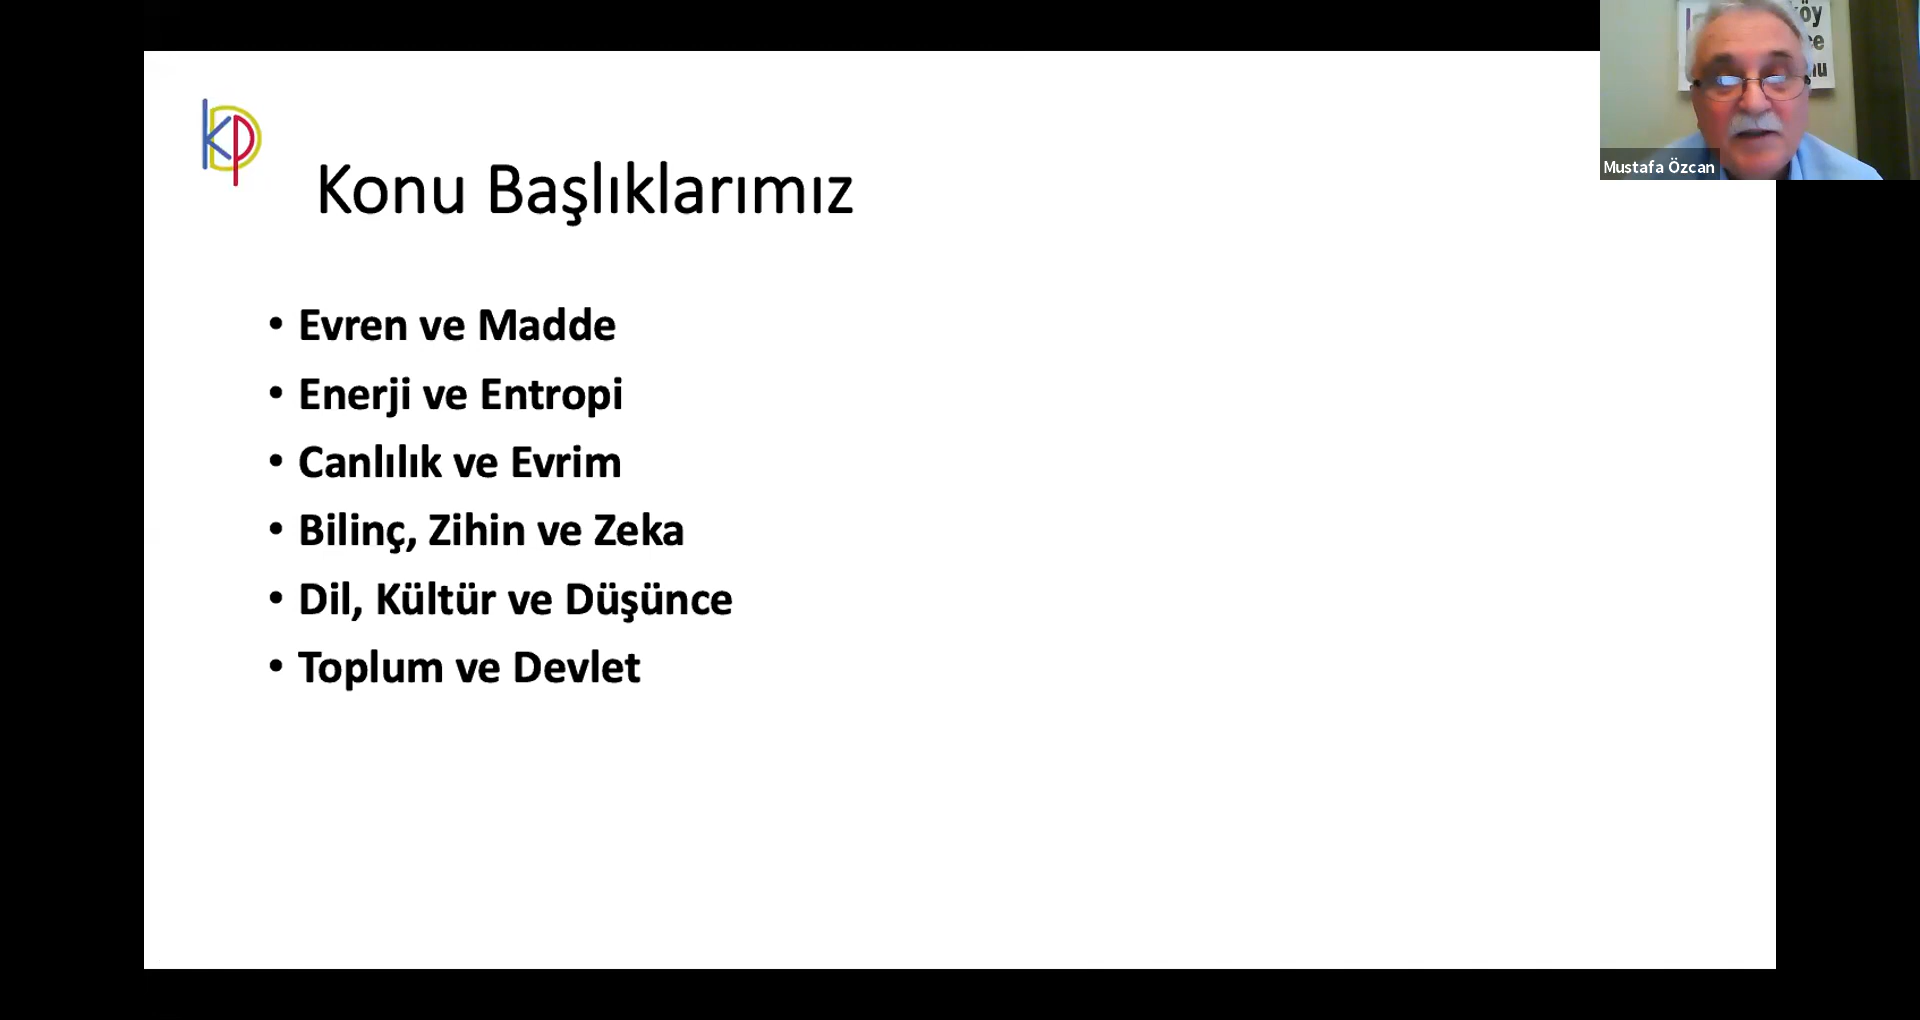 Konu Başlıklarımız
• Evren ve Madde
• Enerji ve Entropi
• Canlılık ve Evrim
• Bilinç, Zihin ve Zeka
• Dil, Kültür ve Düşünce
• Toplum ve Devlet
Mustafa Özcan